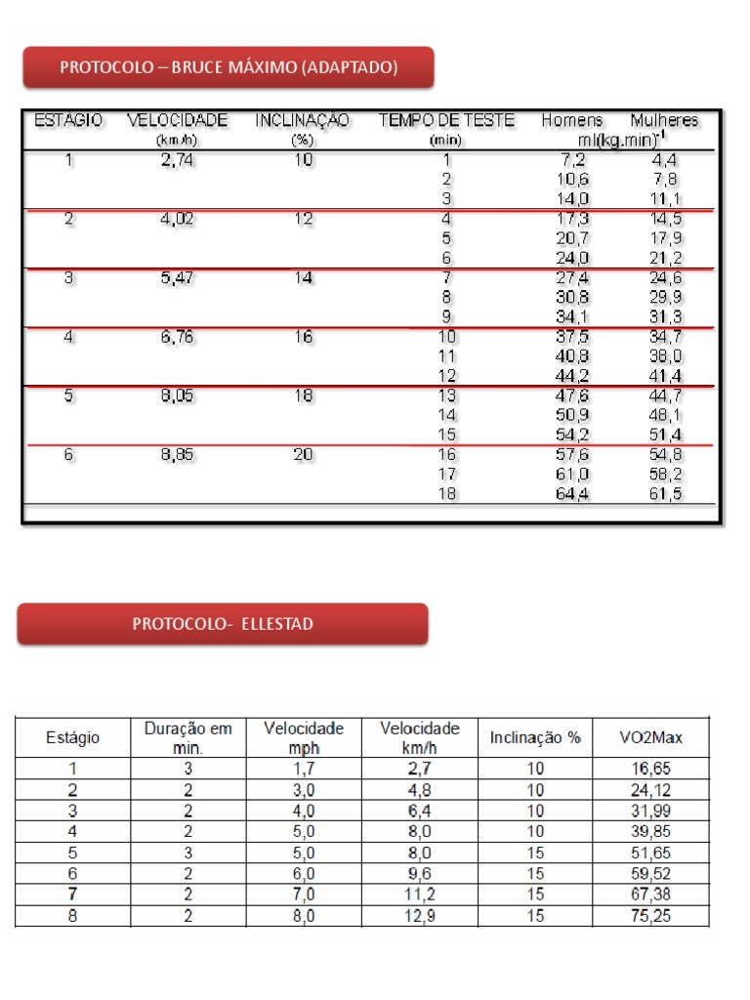 PROTOCOLO – BRUCE MÁXIMO (ADAPTADO)
ESTÁGIO VELOCIDADE INCLINAÇÃO TEMPO DE TESTE Homens Mulheres
(km/h) (%) (min) ml(kg.min)-1
1 2,74 10 1 7,2 4,4
2 10,6 7,8
3 14,0 11,1
2 4,02 12 4 17,3 14,5
5 20,7 17,9
6 24,0 21,2
3 5,47 14 7 27,4 24,6
8 30,8 29,9
9 34,1 31,3
4 6,76 16 10 37,5 34,7
11 40,8 38,0
12 44,2 41,4
5 8,05 18 13 47,6 44,7
14 50,9 48,1
15 54,2 51,4
6 8,85 20 16 57,6 54,8
17 61,0 58,2
18 64,4 61,5
PROTOCOLO- ELLESTAD
Estágio Duração em min. Velocidade mph Velocidade km/h Inclinação % VO2Max
1 3 1,7 2,7 10 16,65
2 2 3,0 4,8 10 24,12
3 2 4,0 6,4 10 31,99
4 2 5,0 8,0 10 39,85
5 3 5,0 8,0 15 51,65
6 2 6,0 9,6 15 59,52
7 2 7,0 11,2 15 67,38
8 2 8,0 12,9 15 75,25